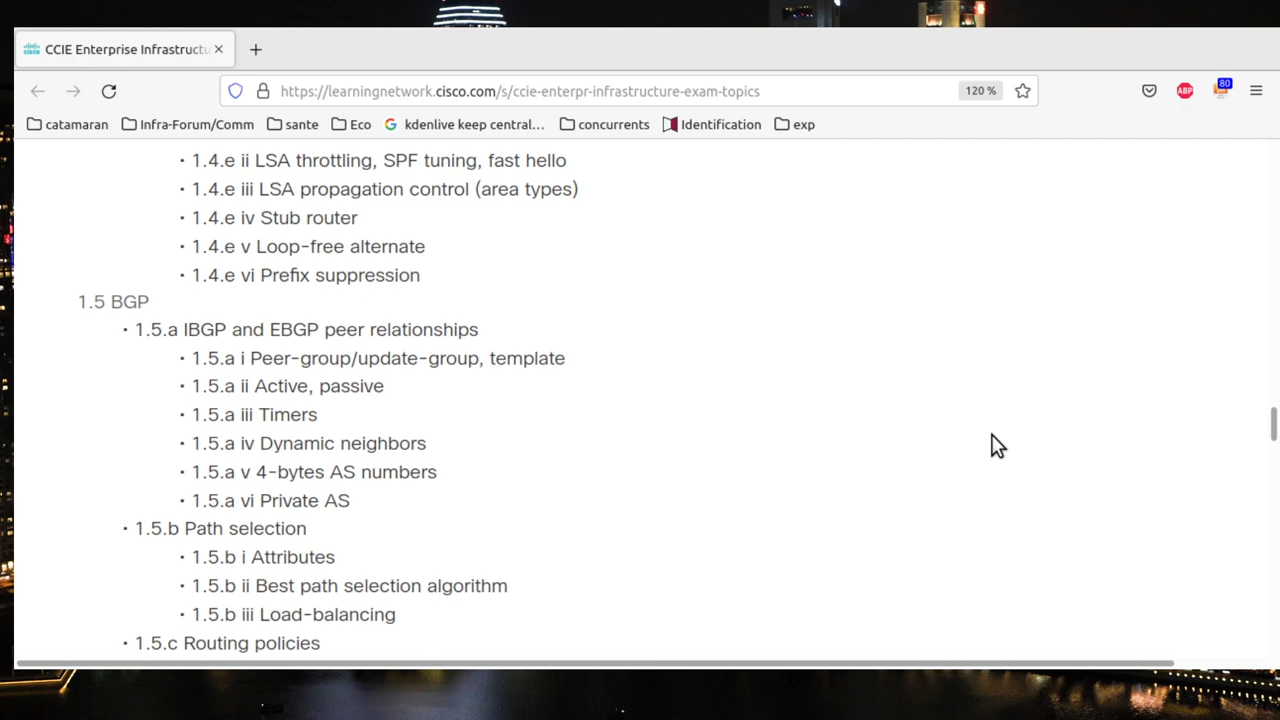 CCIE Enterprise Infrastructu
https://learningnetwork.cisco.com/s/ccie-enterpr-infrastructure-exam-topics
120 %
ABP
80
catamaran
Infra-Forum/Comm
sante
Eco
kdenlive keep central...
concurrents
Identification
exp
• 1.4.e ii LSA throttling, SPF tuning, fast hello
• 1.4.e iii LSA propagation control (area types)
• 1.4.e iv Stub router
• 1.4.e v Loop-free alternate
• 1.4.e vi Prefix suppression
1.5 BGP
• 1.5.a IBGP and EBGP peer relationships
• 1.5.a i Peer-group/update-group, template
• 1.5.a ii Active, passive
• 1.5.a iii Timers
• 1.5.a iv Dynamic neighbors
• 1.5.a v 4-bytes AS numbers
• 1.5.a vi Private AS
• 1.5.b Path selection
• 1.5.b i Attributes
• 1.5.b ii Best path selection algorithm
• 1.5.b iii Load-balancing
• 1.5.c Routing policies